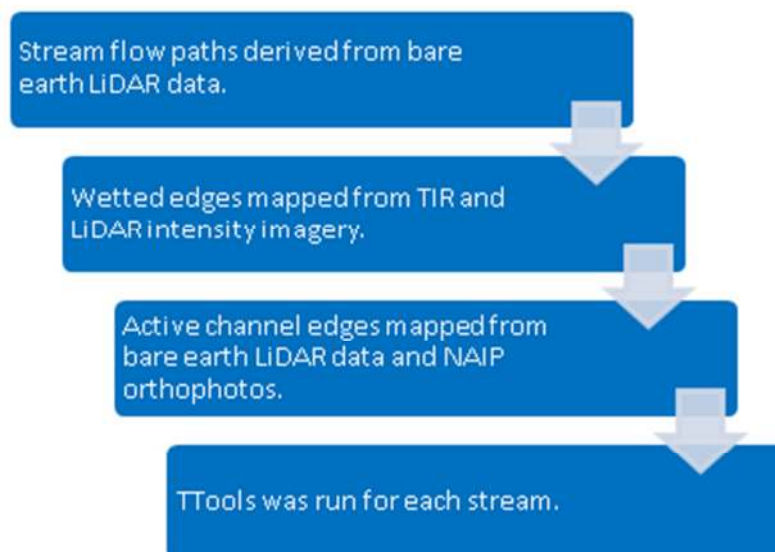 Stream flow paths derived from bare
earth LiDAR data.
Wetted edges mapped from TIR and
LiDAR intensity imagery.
Active channel edges mapped from
bare earth LiDAR data and NAIP
orthophotos.
TTools was run for each stream.